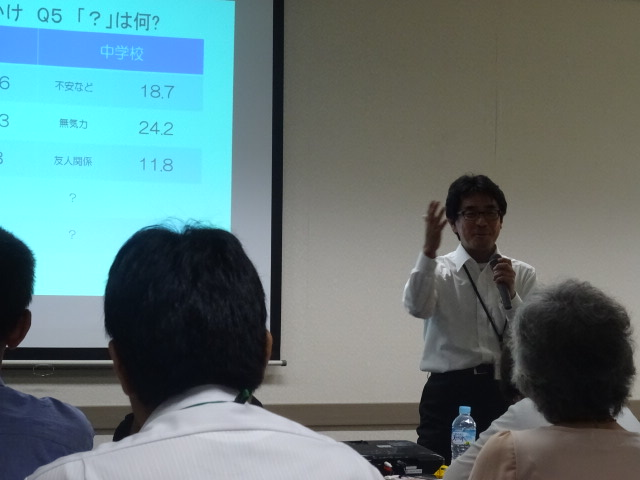 け Q5 「？」は何?
中学校
6 不安など 18.7
3 無気力 24.2
8 友人関係 11.8
?
?